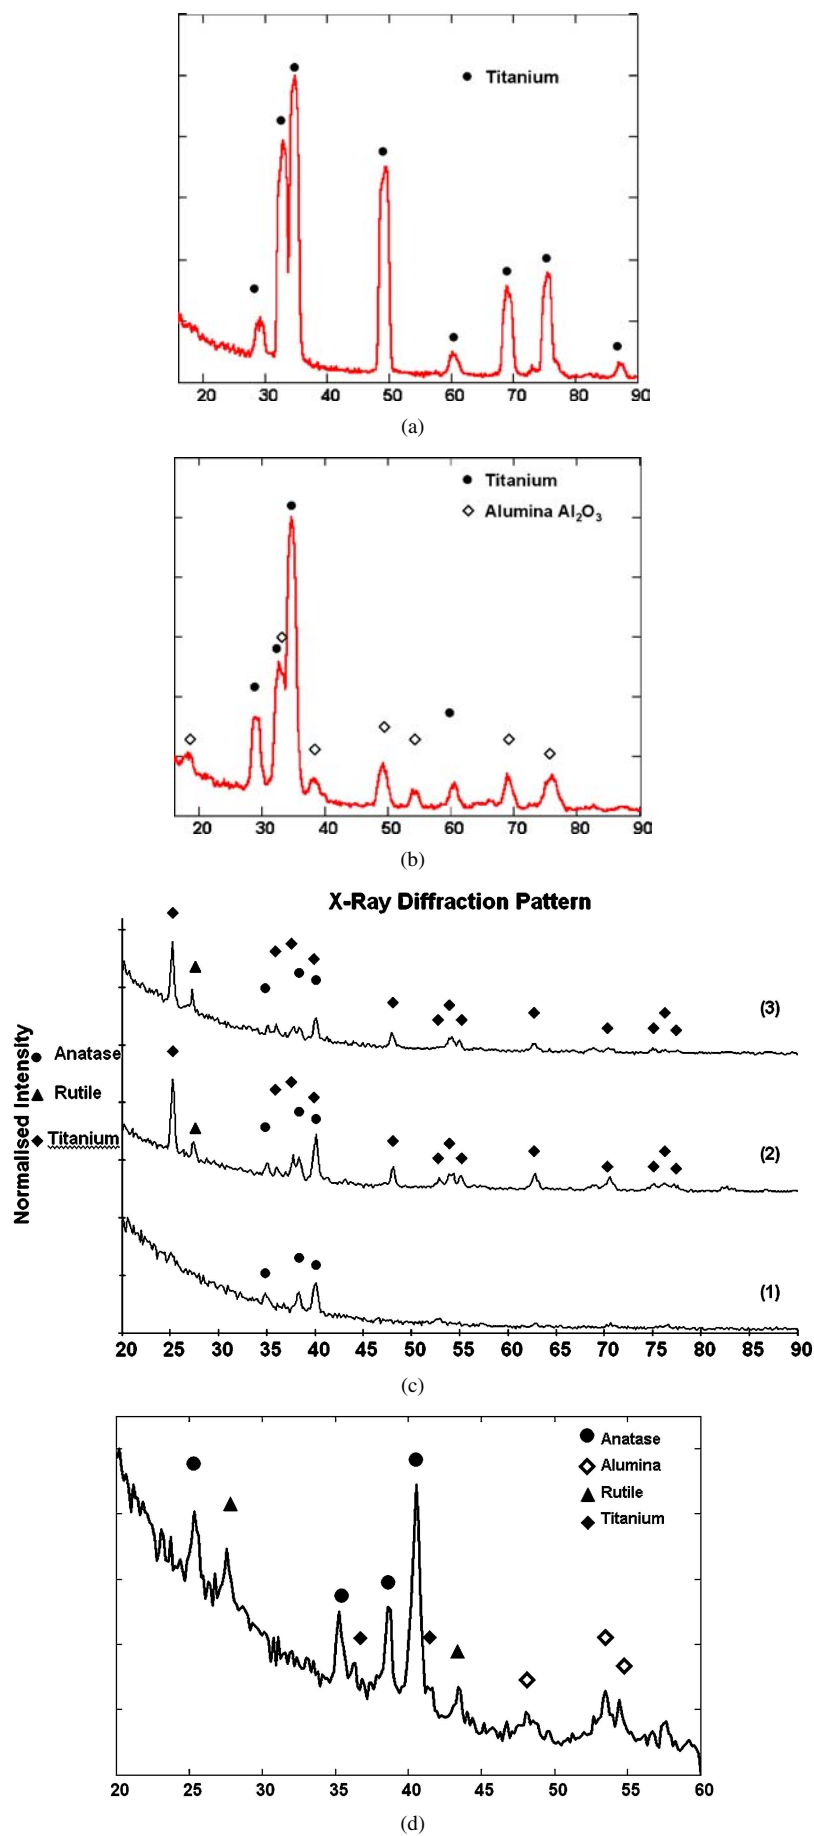 ● Titanium
20 30 40 50 60 70 80 90
(a)
● Titanium
◇ Alumina Al₂O₃
20 30 40 50 60 70 80 90
(b)
X-Ray Diffraction Pattern
Normalised Intensity
● Anatase
▲ Rutile
◆ Titanium
(3)
(2)
(1)
20 25 30 35 40 45 50 55 60 65 70 75 80 85 90
(c)
● Anatase
◇ Alumina
▲ Rutile
◆ Titanium
20 25 30 35 40 45 50 55 60
(d)